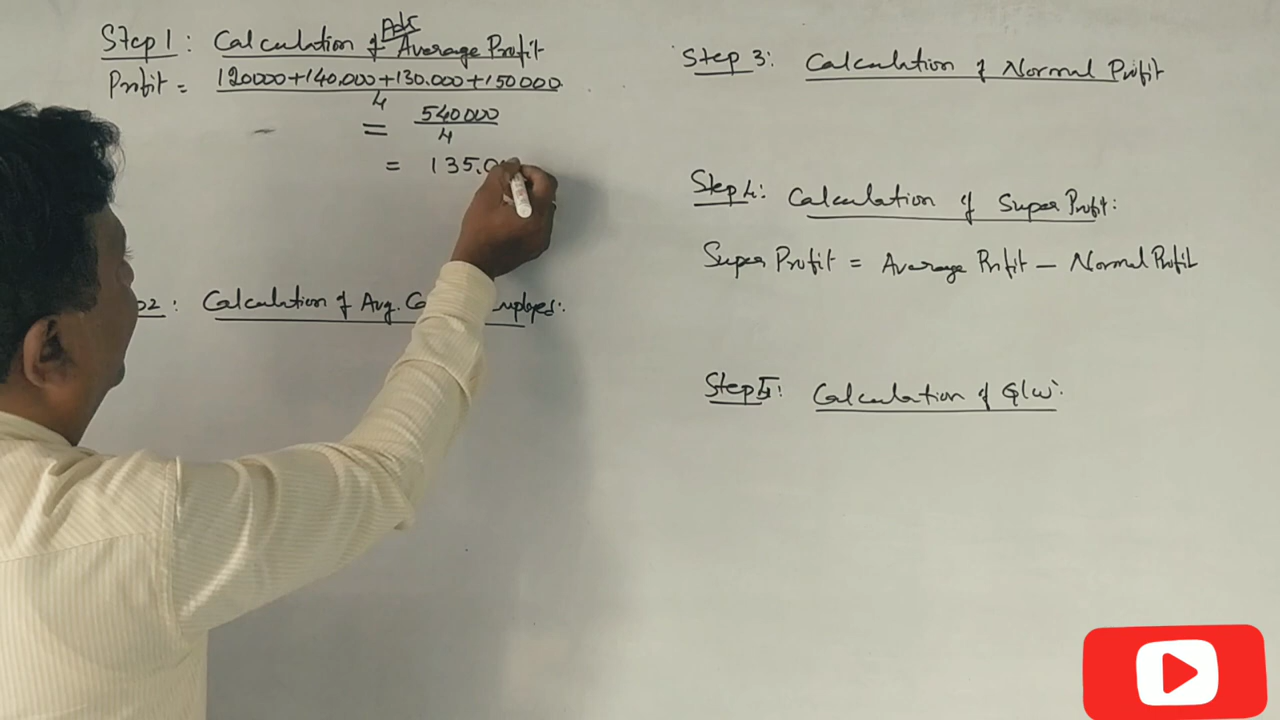 Step 1: Calculation of Adj Average Profit
Profit = 120000+140.000+130.000+150000
4
= 540000
4
= 135.0
2: Calculation of Avg.
Step 3: Calculation of Normal Profit
Step 4: Calculation of Super Profit:
Super Profit = Average Profit - Normal Profit
Step 5: Calculation of G/W: